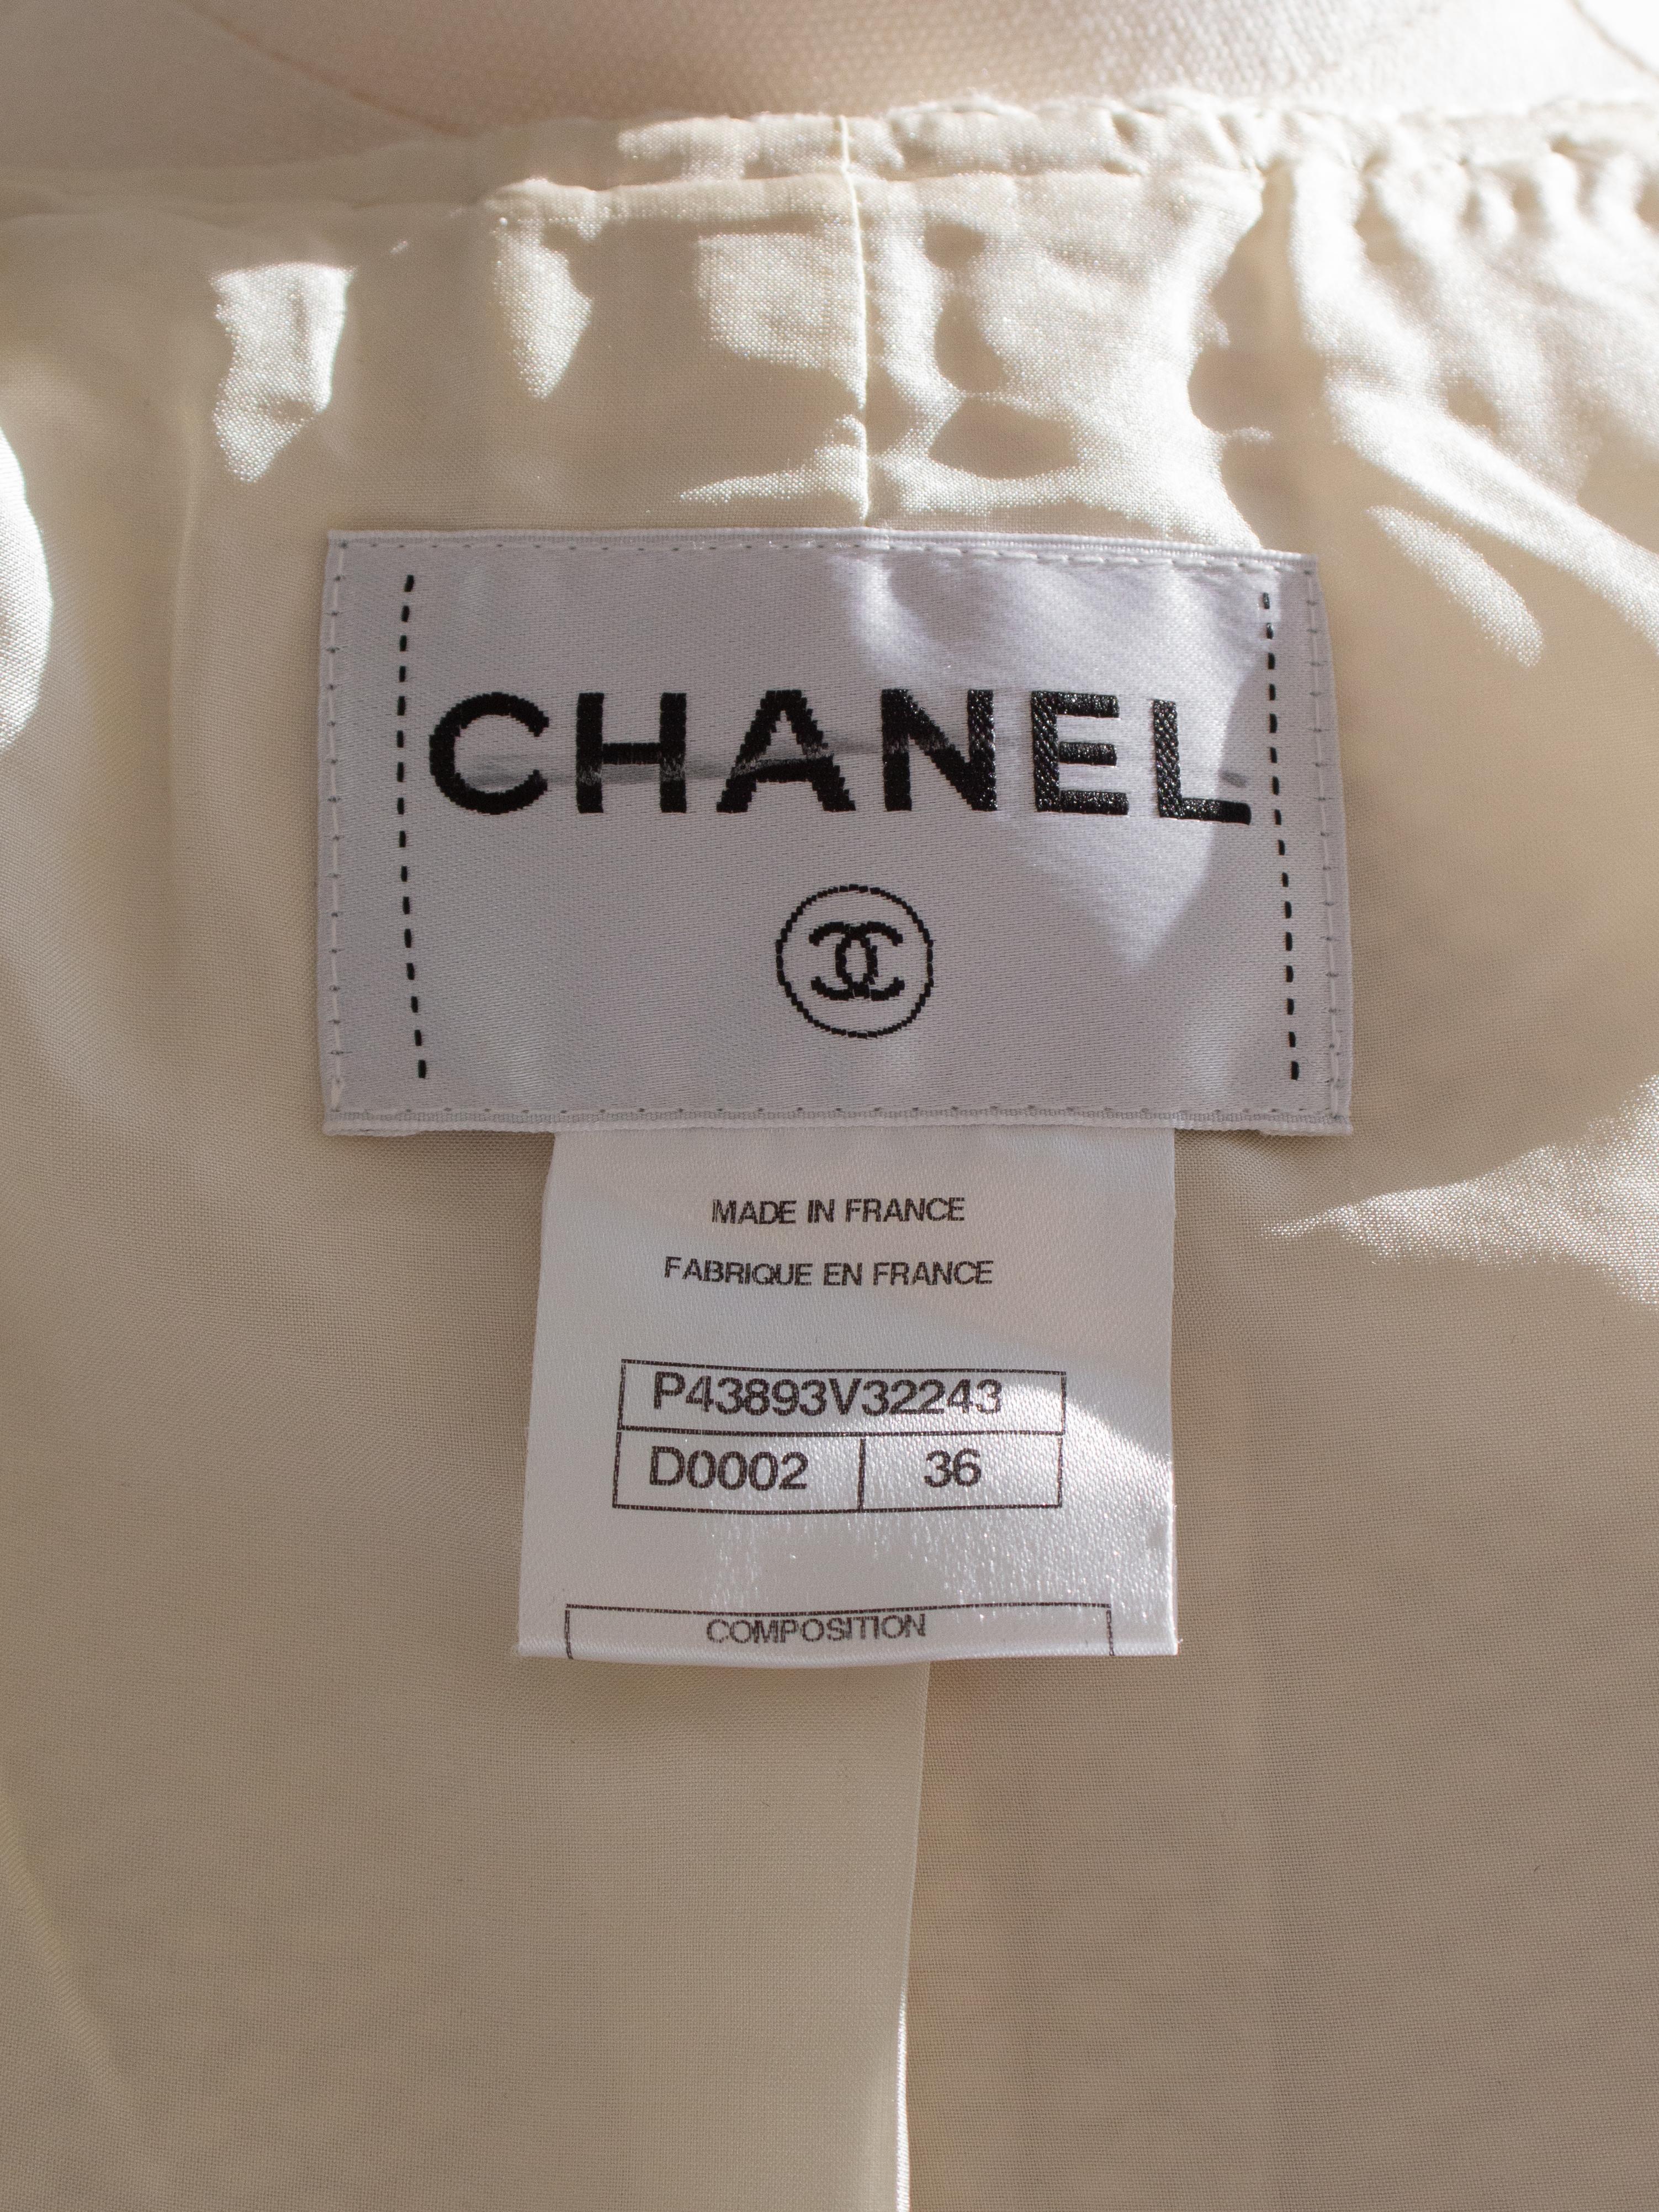 CHANEL
MADE IN FRANCE
FABRIQUE EN FRANCE
P43893V32243
D0002 36
COMPOSITION